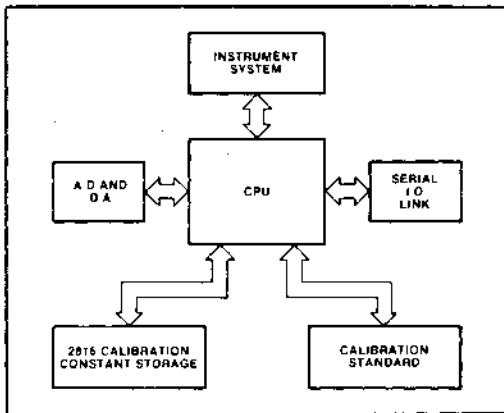 INSTRUMENT
SYSTEM
A D AND
D A
CPU
SERIAL
I O
LINK
2816 CALIBRATION
CONSTANT STORAGE
CALIBRATION
STANDARD